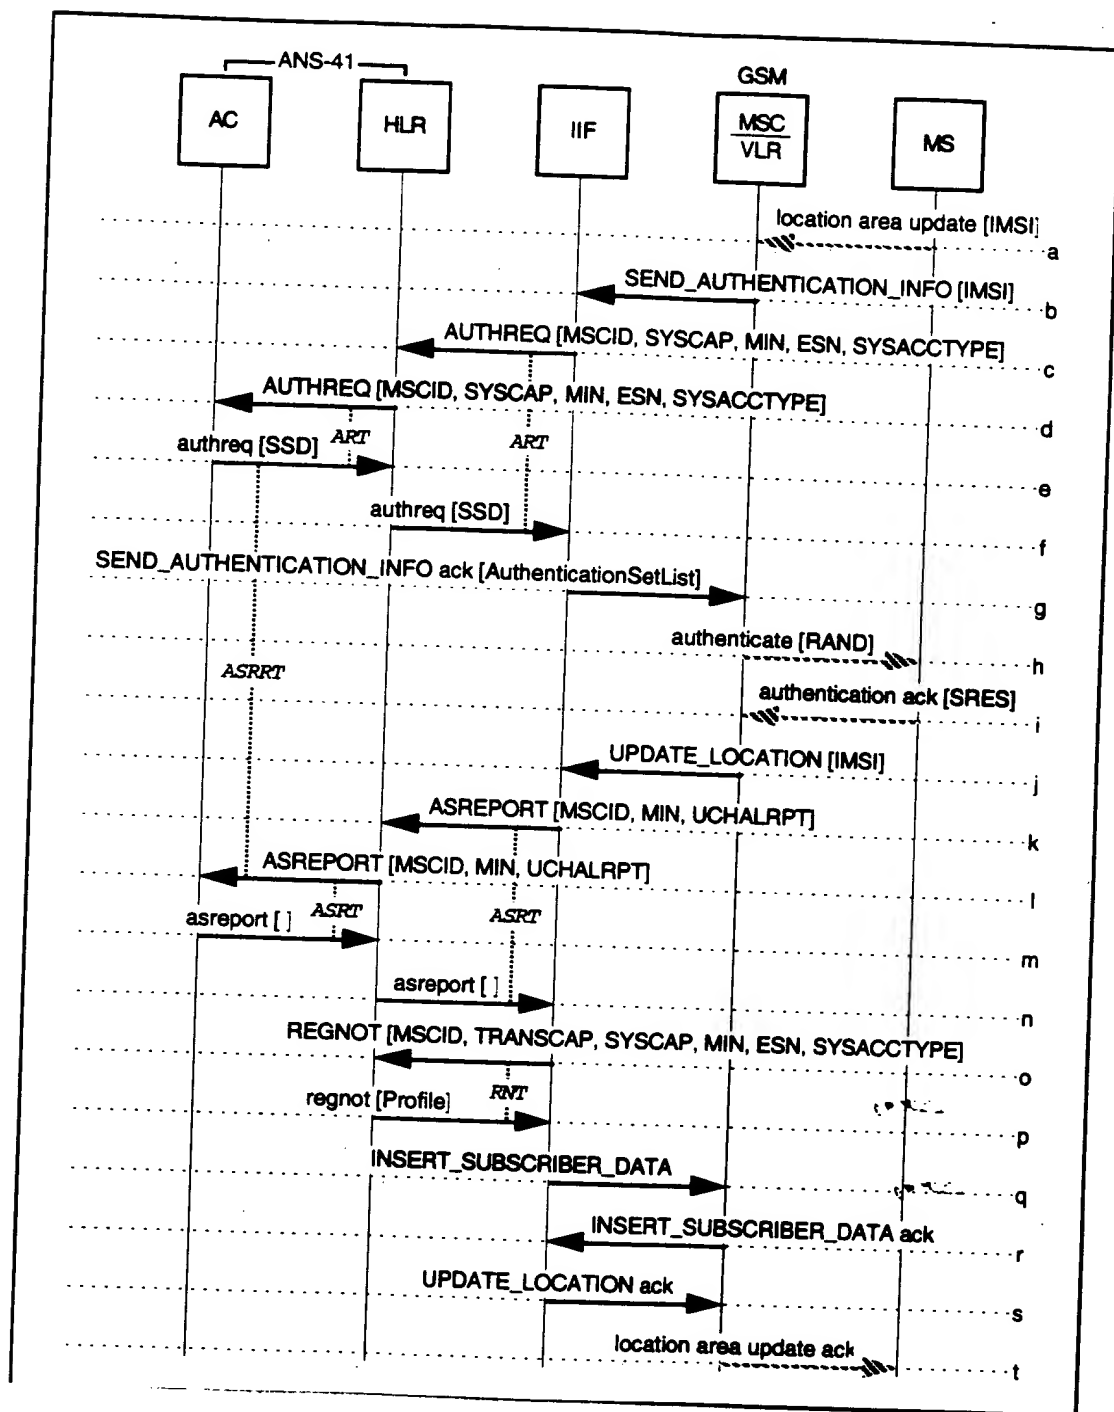 ANS-41
GSM
AC
HLR
IIF
MSC
VLR
MS
location area update [IMSI]
a
SEND_AUTHENTICATION_INFO [IMSI]
b
AUTHREQ [MSCID, SYSCAP, MIN, ESN, SYSACCTYPE]
c
AUTHREQ [MSCID, SYSCAP, MIN, ESN, SYSACCTYPE]
d
ART
ART
authreq [SSD]
e
authreq [SSD]
f
SEND_AUTHENTICATION_INFO ack [AuthenticationSetList]
g
authenticate [RAND]
h
ASRRT
authentication ack [SRES]
i
UPDATE_LOCATION [IMSI]
j
ASREPORT [MSCID, MIN, UCHALRPT]
k
ASREPORT [MSCID, MIN, UCHALRPT]
l
ASRT
ASRT
asreport [ ]
m
asreport [ ]
n
REGNOT [MSCID, TRANSCAP, SYSCAP, MIN, ESN, SYSACCTYPE]
o
RNT
regnot [Profile]
p
INSERT_SUBSCRIBER_DATA
q
INSERT_SUBSCRIBER_DATA ack
r
UPDATE_LOCATION ack
s
location area update ack
t